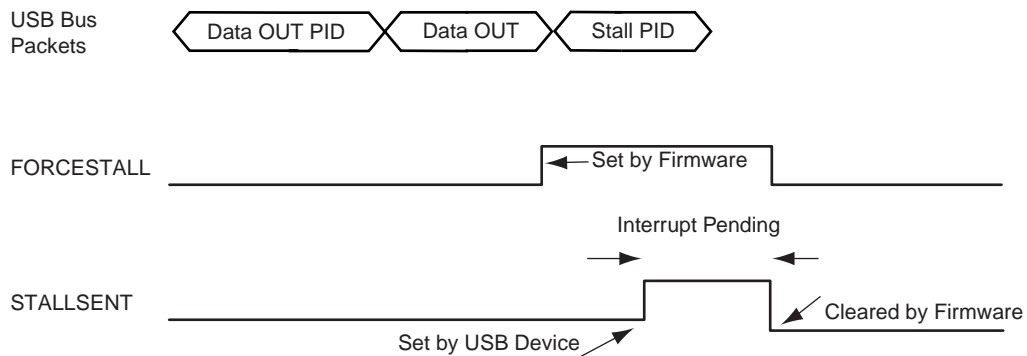 USB Bus
Packets
Data OUT PID
Data OUT
Stall PID
FORCESTALL
Set by Firmware
Interrupt Pending
STALLSENT
Set by USB Device
Cleared by Firmware